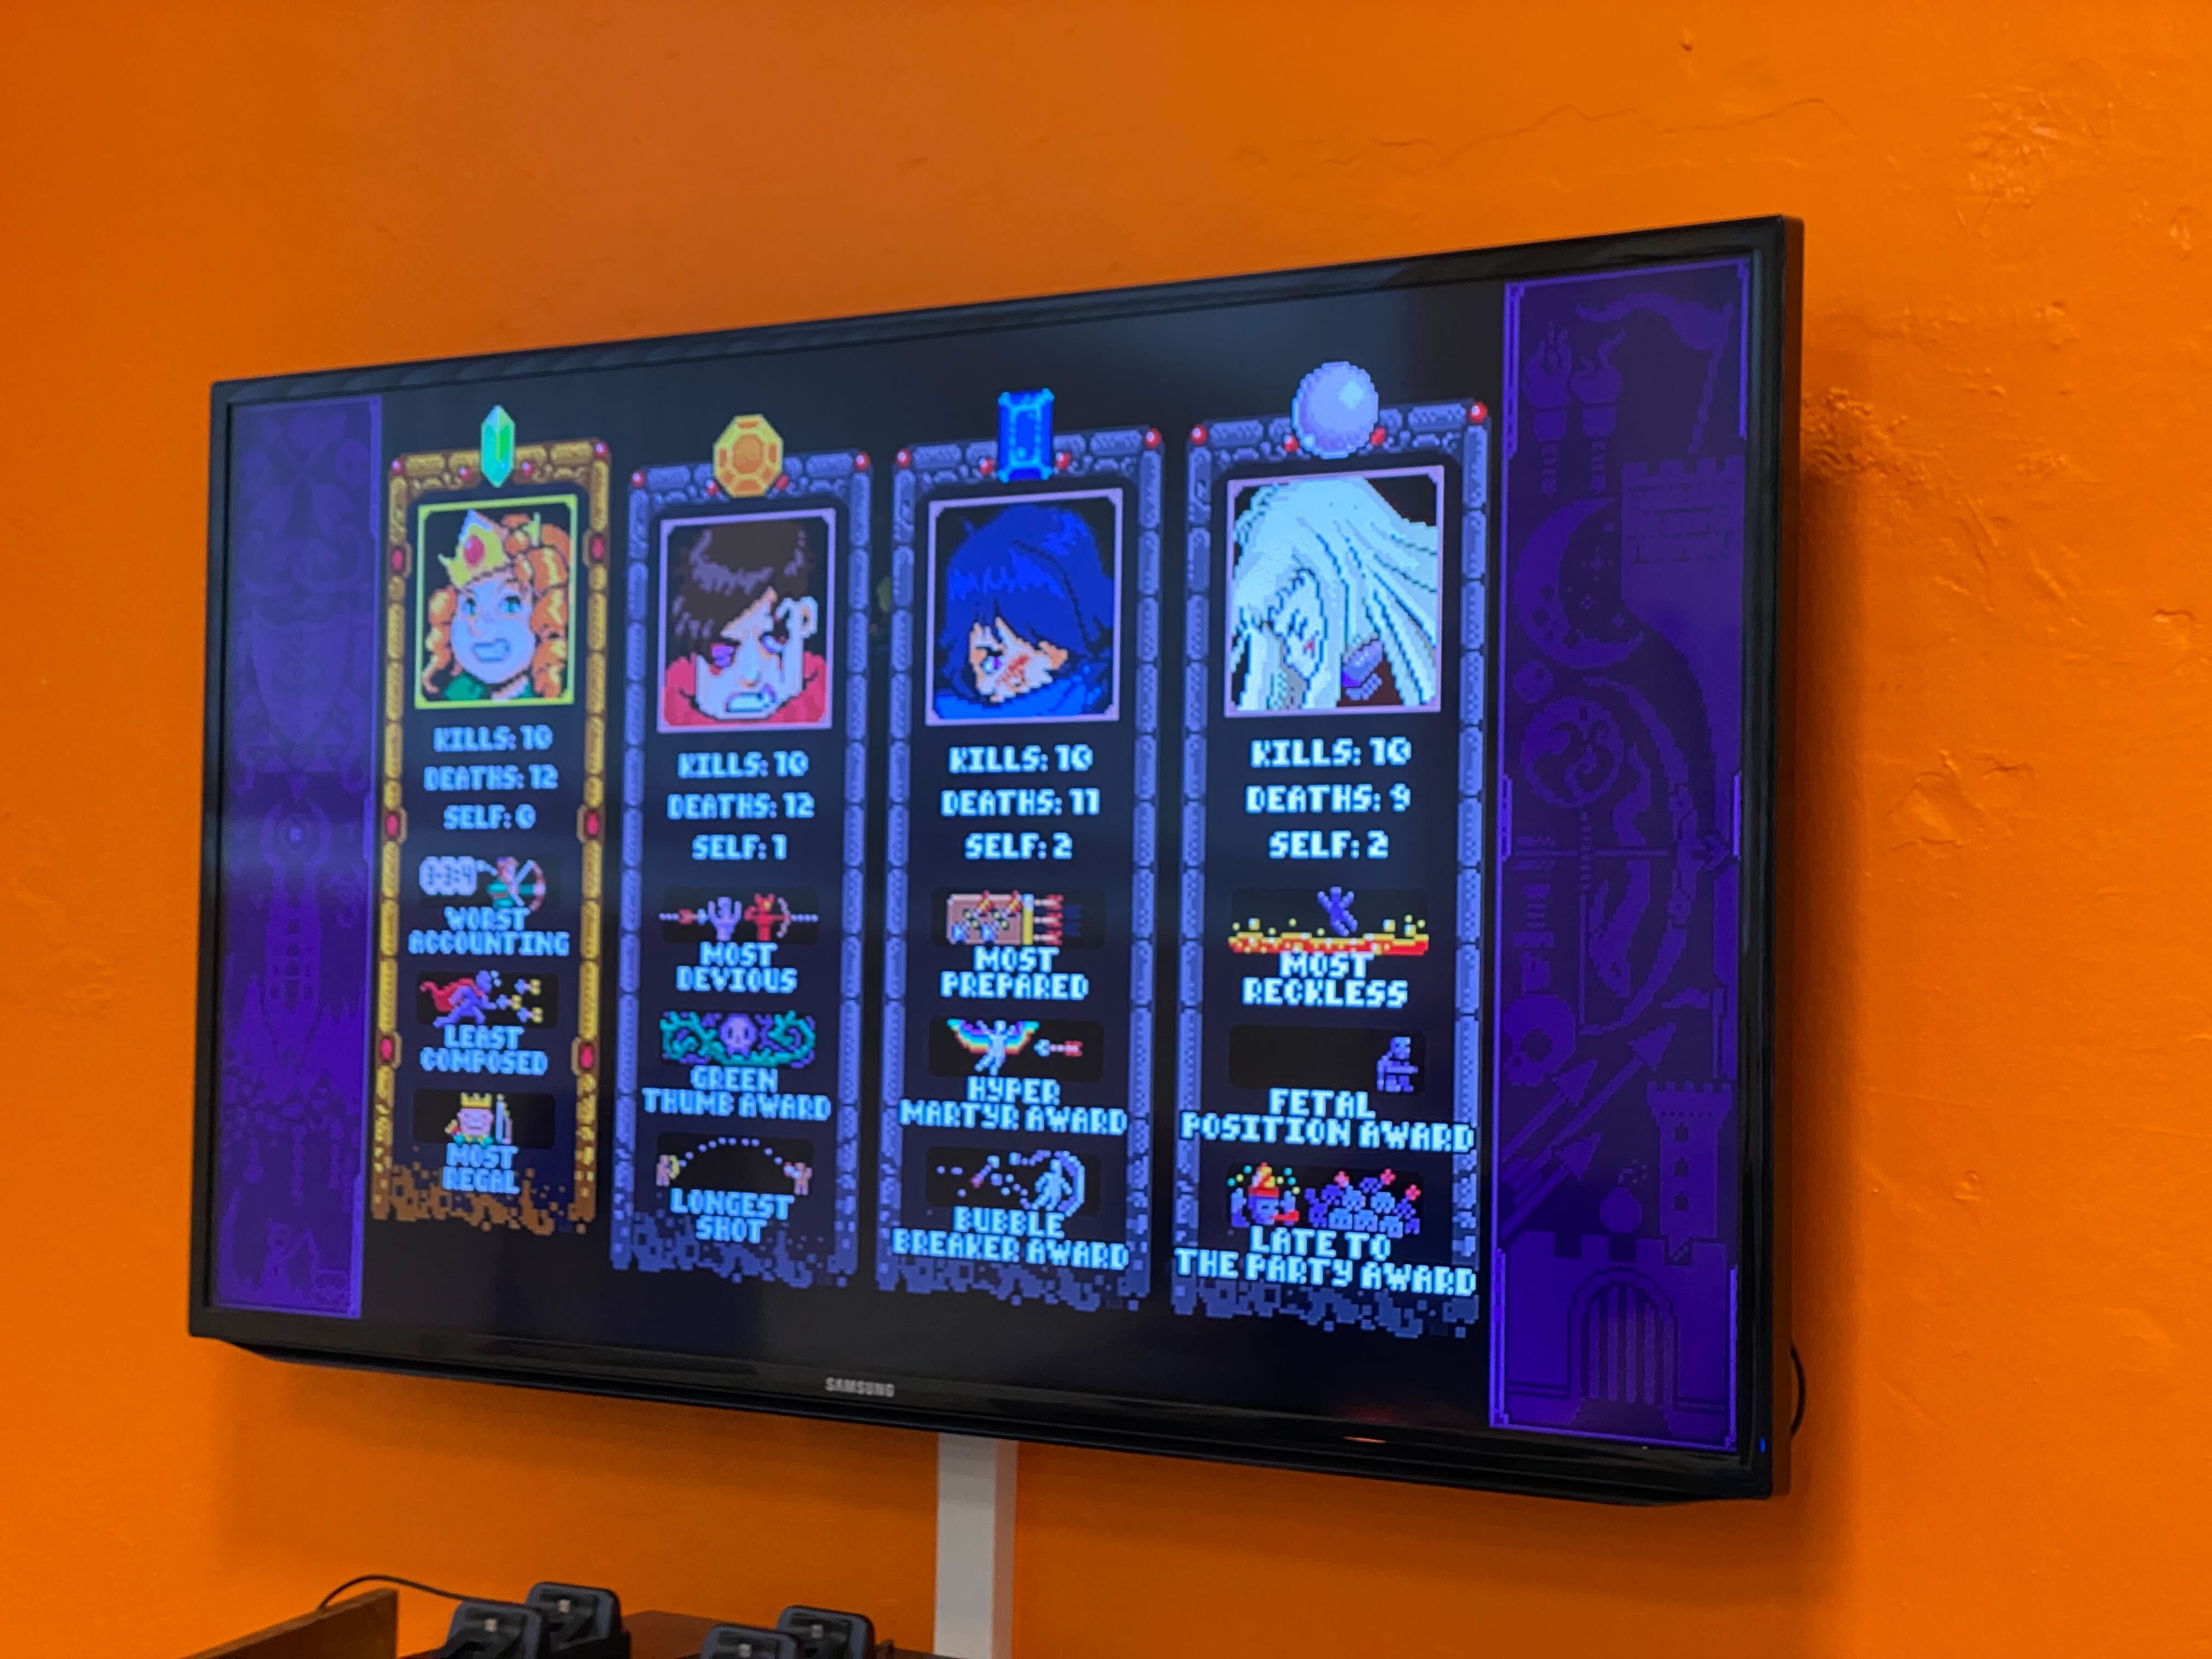 KILLS: 10
DEATHS: 12
SELF: 0
WORST
ACCOUNTING
LEAST
COMPOSED
MOST
REGAL
KILLS: 10
DEATHS: 12
SELF: 1
MOST
DEVIOUS
GREEN
THUMB AWARD
LONGEST
SHOT
KILLS: 10
DEATHS: 11
SELF: 2
MOST
PREPARED
HYPER
MARTYR AWARD
BUBBLE
BREAKER AWARD
KILLS: 10
DEATHS: 9
SELF: 2
MOST
RECKLESS
FETAL
POSITION AWARD
LATE TO
THE PARTY AWARD
SAMSUNG